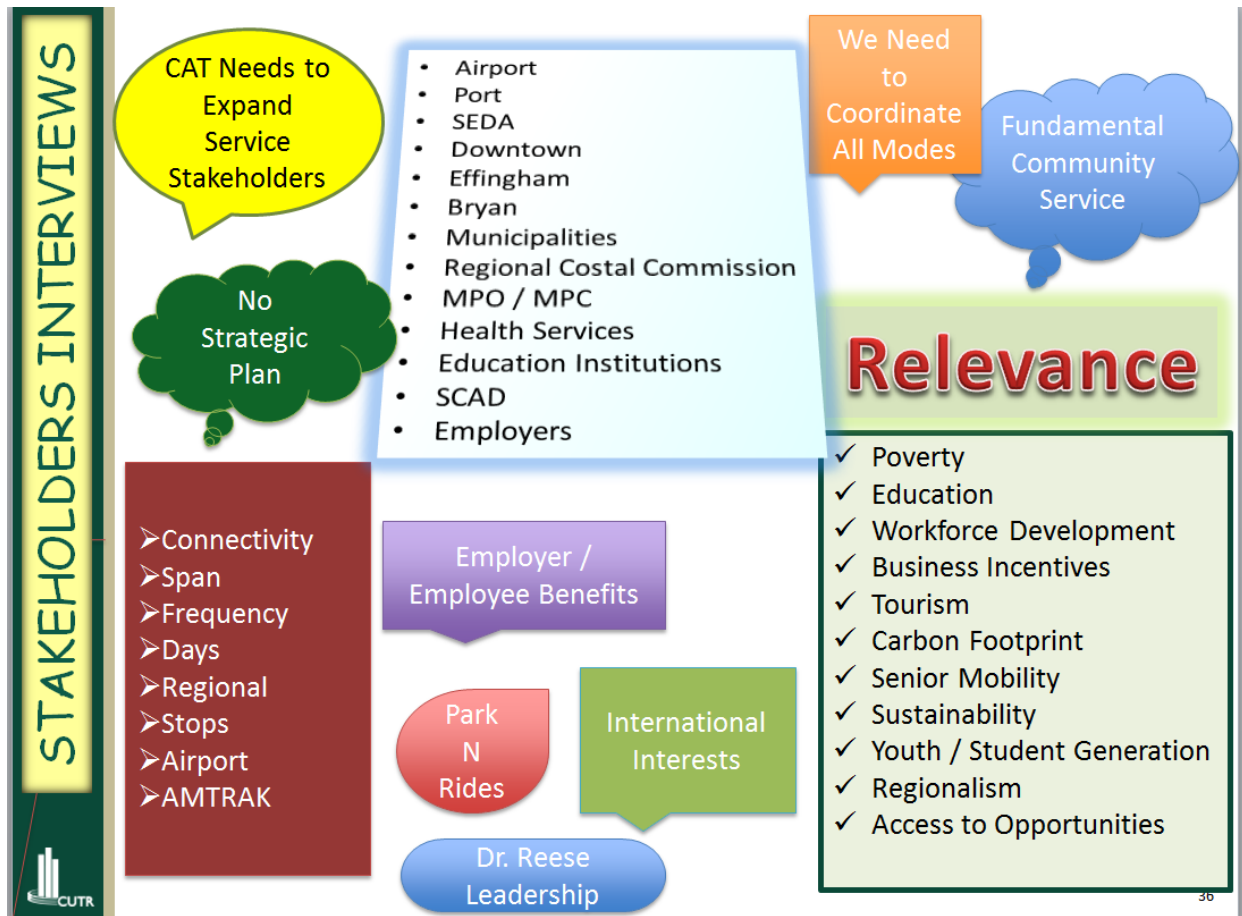 STAKEHOLDERS INTERVIEWS
CAT Needs to
Expand
Service
Stakeholders
• Airport
• Port
• SEDA
• Downtown
• Effingham
• Bryan
• Municipalities
• Regional Costal Commission
• MPO / MPC
• Health Services
• Education Institutions
• SCAD
• Employers
We Need
to
Coordinate
All Modes
Fundamental
Community
Service
No
Strategic
Plan
Relevance
✓ Poverty
✓ Education
✓ Workforce Development
✓ Business Incentives
✓ Tourism
✓ Carbon Footprint
✓ Senior Mobility
✓ Sustainability
✓ Youth / Student Generation
✓ Regionalism
✓ Access to Opportunities
➢Connectivity
➢Span
➢Frequency
➢Days
➢Regional
➢Stops
➢Airport
➢AMTRAK
Employer /
Employee Benefits
Park
N
Rides
International
Interests
Dr. Reese
Leadership
CUTR
36